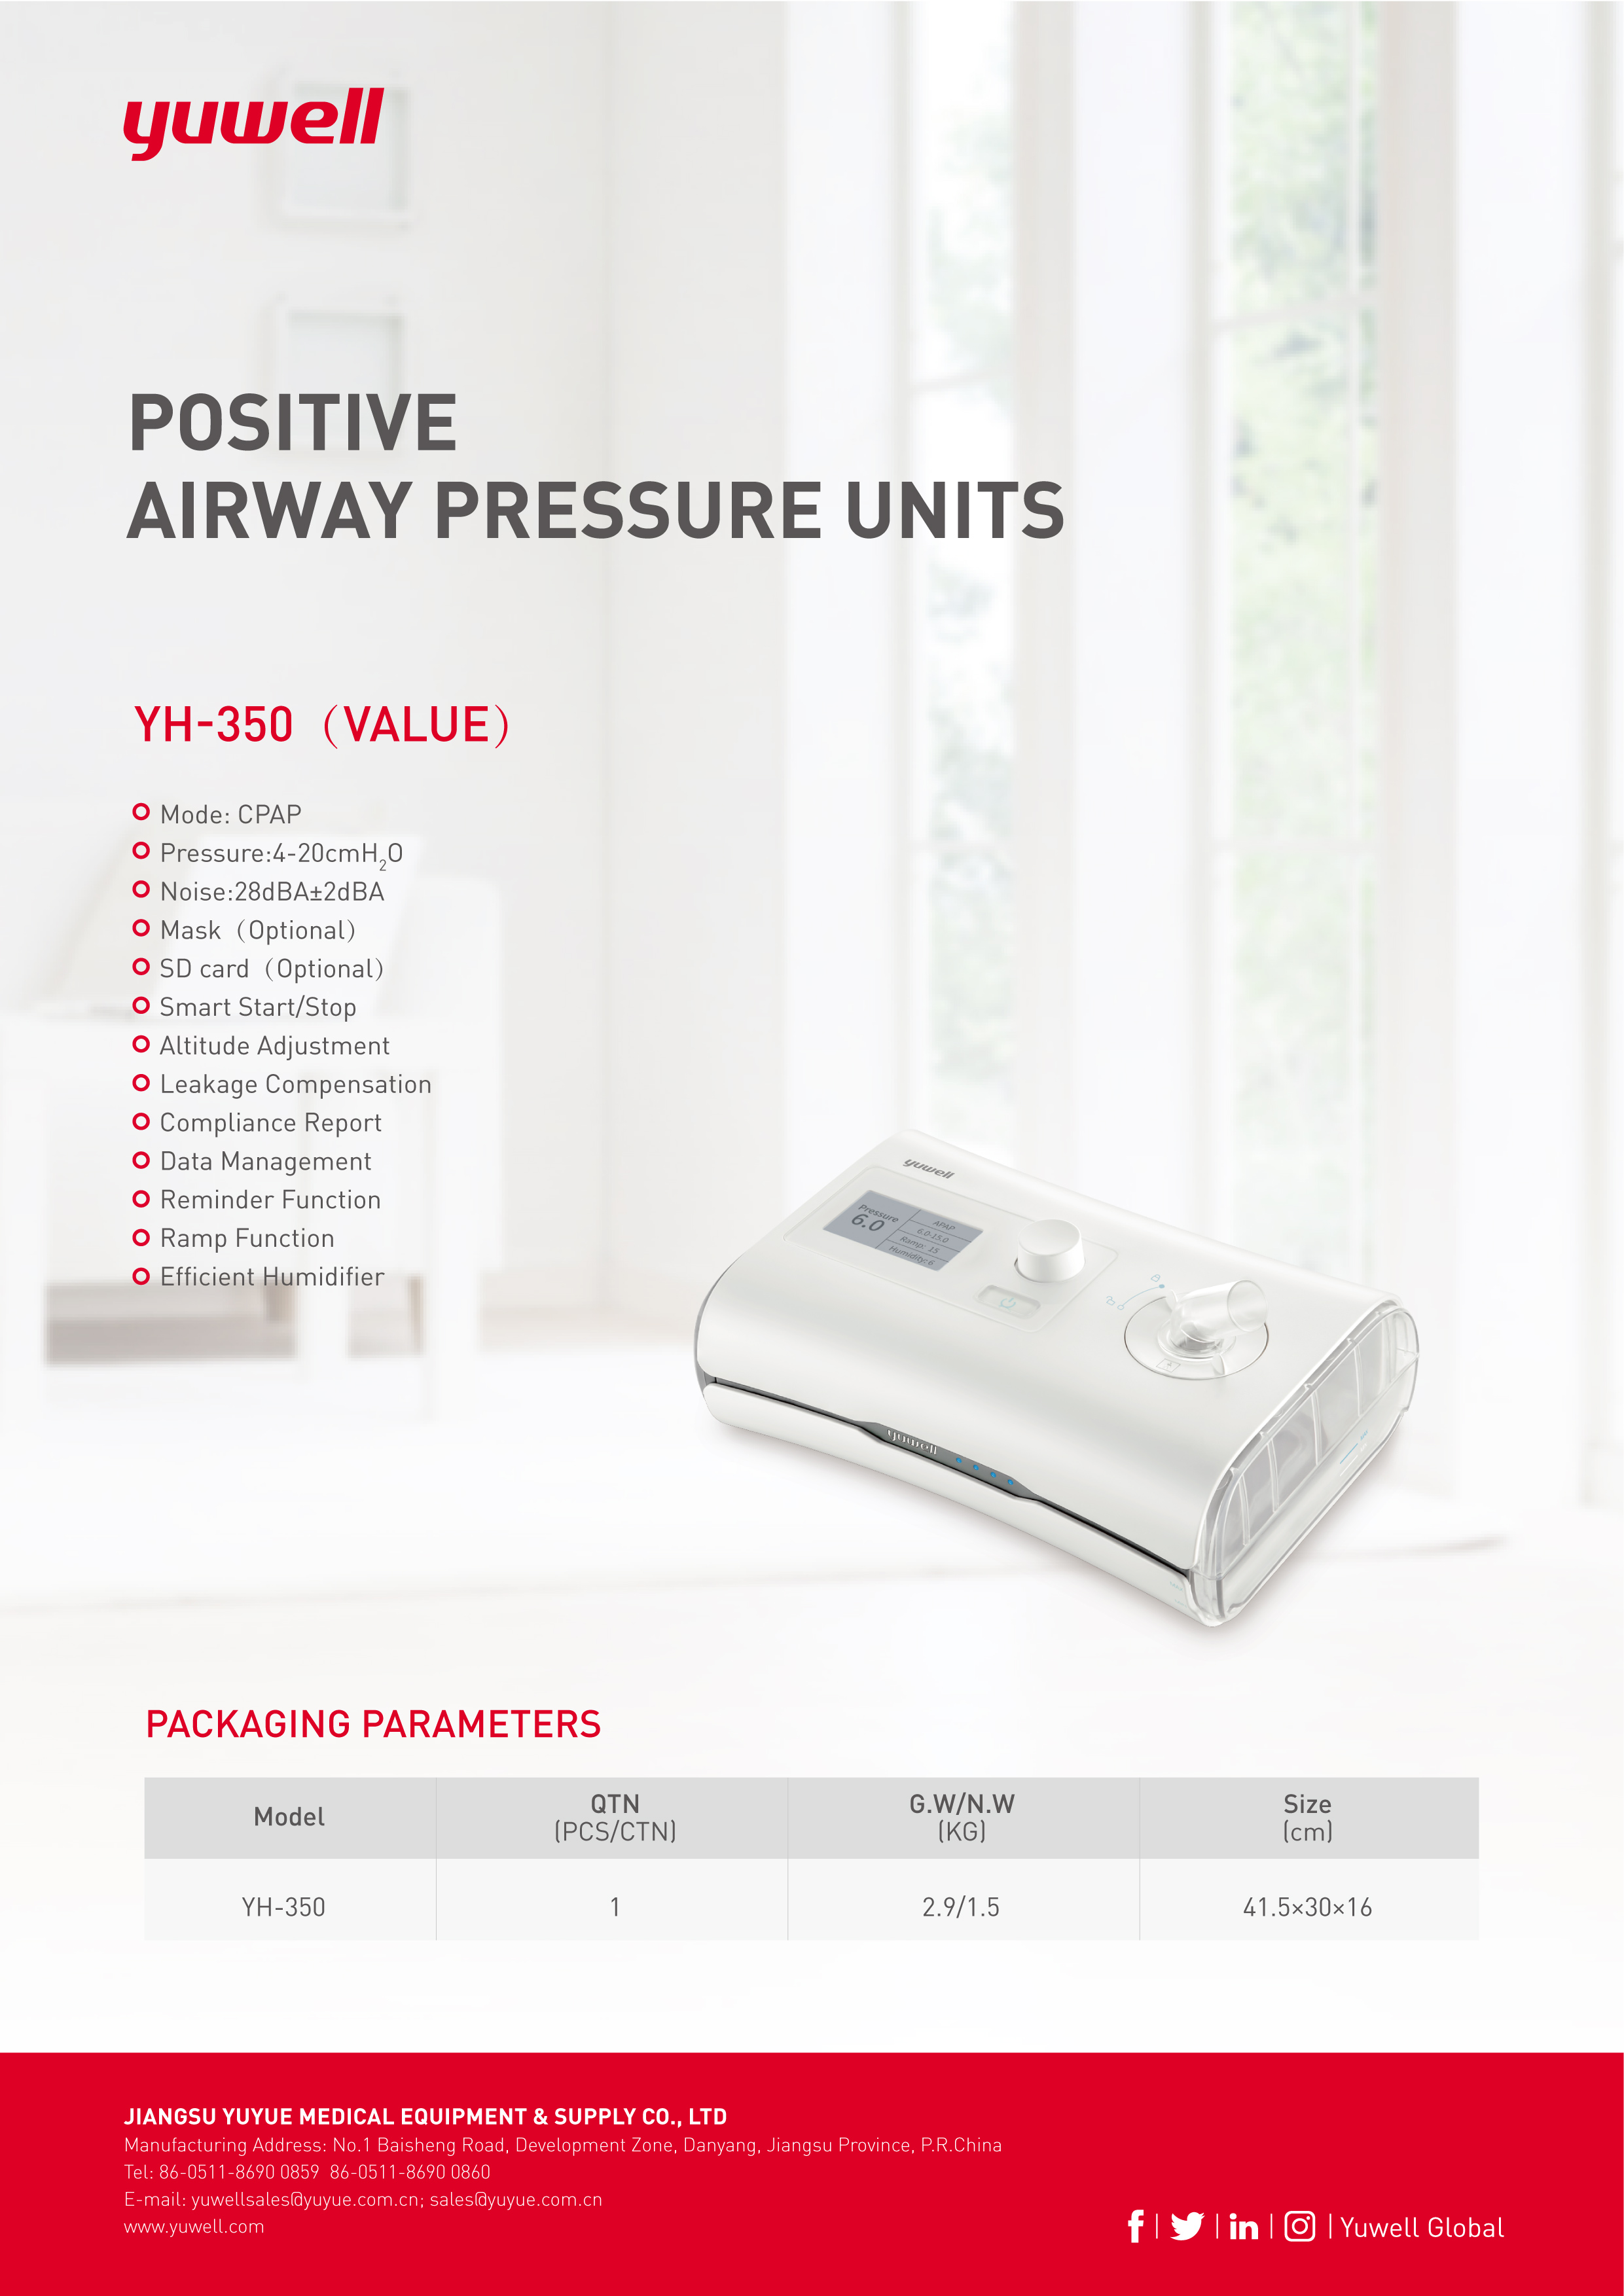 yuwell
POSITIVE
AIRWAY PRESSURE UNITS
YH-350（VALUE）
Mode: CPAP
Pressure:4-20cmH₂O
Noise:28dBA±2dBA
Mask（Optional）
SD card（Optional）
Smart Start/Stop
Altitude Adjustment
Leakage Compensation
Compliance Report
Data Management
Reminder Function
Ramp Function
Efficient Humidifier
yuwell
Pressure
6.0
APAP
6.0-15.0
Ramp: 15
Humidity: 6
yuwell
PACKAGING PARAMETERS
Model QTN (PCS/CTN) G.W/N.W (KG) Size (cm)
YH-350 1 2.9/1.5 41.5×30×16
JIANGSU YUYUE MEDICAL EQUIPMENT & SUPPLY CO., LTD
Manufacturing Address: No.1 Baisheng Road, Development Zone, Danyang, Jiangsu Province, P.R.China
Tel: 86-0511-8690 0859 86-0511-8690 0860
E-mail: yuwellsales@yuyue.com.cn; sales@yuyue.com.cn
www.yuwell.com
Yuwell Global